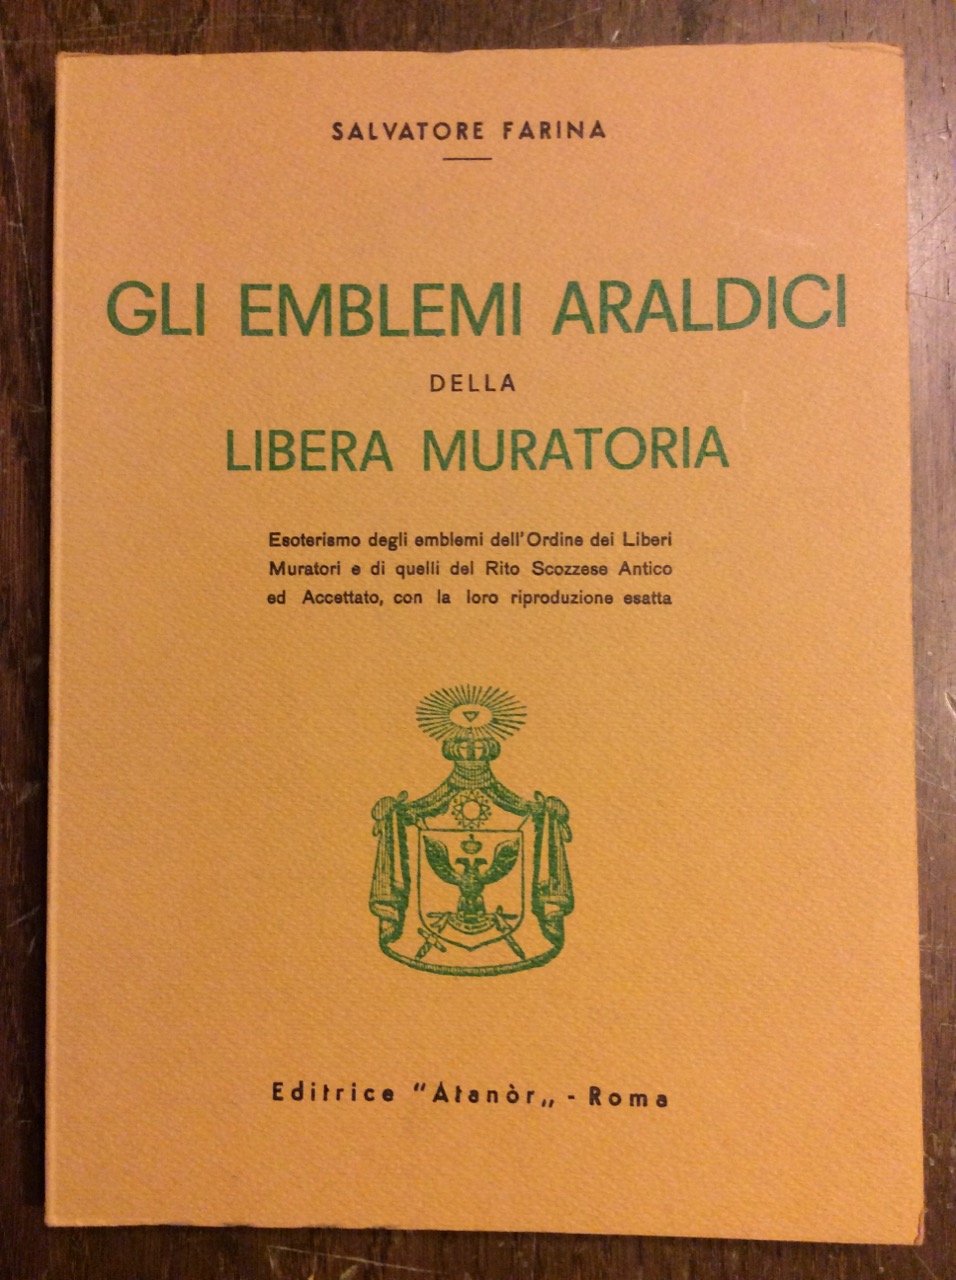 SALVATORE FARINA
GLI EMBLEMI ARALDICI
DELLA
LIBERA MURATORIA
Esoterismo degli emblemi dell'Ordine dei Liberi
Muratori e di quelli del Rito Scozzese Antico
ed Accettato, con la loro riproduzione esatta
Editrice "Atanòr„ - Roma